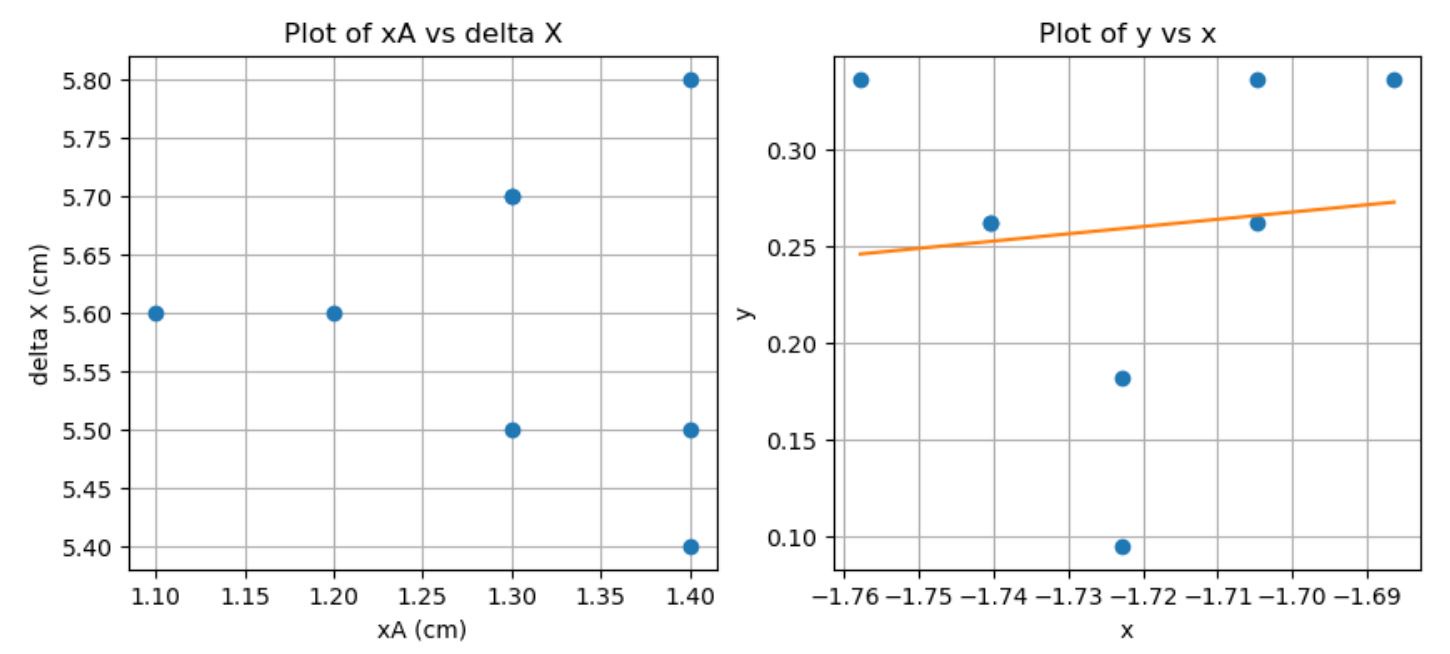 Plot of xA vs delta X
5.80
5.75
5.70
5.65
5.60
5.55
5.50
5.45
5.40
delta X (cm)
1.10 1.15 1.20 1.25 1.30 1.35 1.40
xA (cm)
Plot of y vs x
0.30
0.25
0.20
0.15
0.10
y
−1.76 −1.75 −1.74 −1.73 −1.72 −1.71 −1.70 −1.69
x